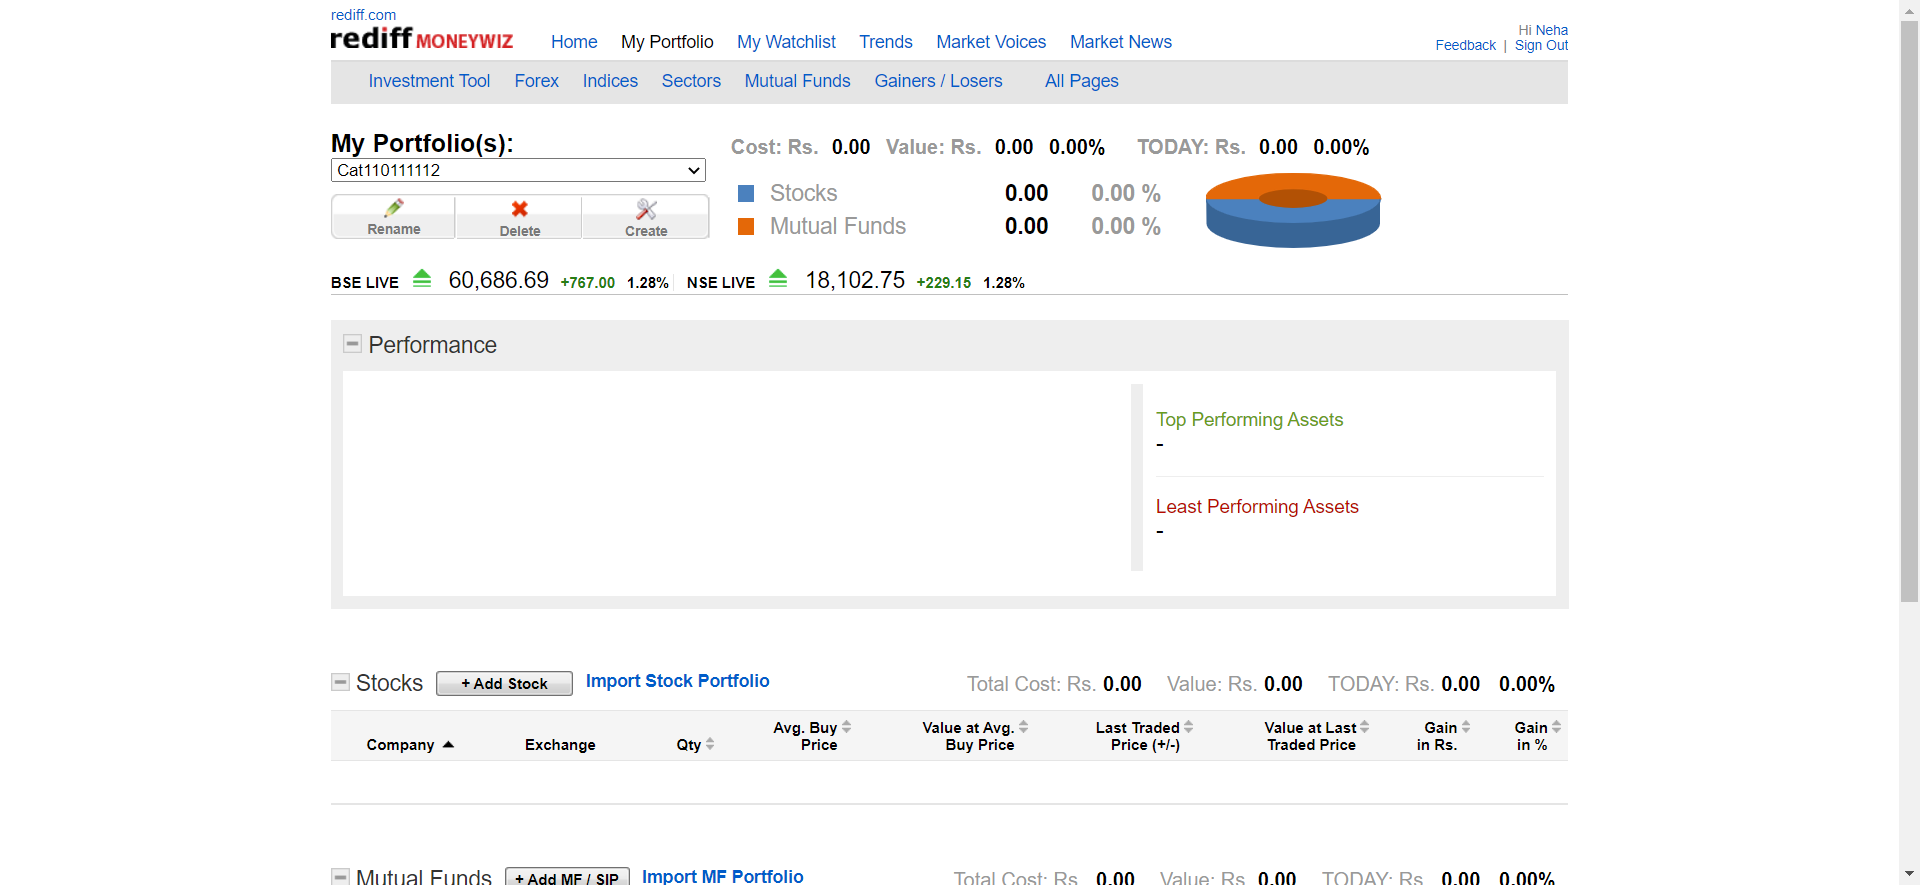 rediff.com
rediff MONEYWIZ Home My Portfolio My Watchlist Trends Market Voices Market News
Hi Neha
Feedback | Sign Out
Investment Tool Forex Indices Sectors Mutual Funds Gainers / Losers All Pages
My Portfolio(s):
Cat110111112
Rename Delete Create
Cost: Rs. 0.00 Value: Rs. 0.00 0.00% TODAY: Rs. 0.00 0.00%
Stocks 0.00 0.00 %
Mutual Funds 0.00 0.00 %
BSE LIVE 60,686.69 +767.00 1.28% NSE LIVE 18,102.75 +229.15 1.28%
Performance
Top Performing Assets
-
Least Performing Assets
-
Stocks + Add Stock Import Stock Portfolio Total Cost: Rs. 0.00 Value: Rs. 0.00 TODAY: Rs. 0.00 0.00%
Company Exchange Qty Avg. Buy Price Value at Avg. Buy Price Last Traded Price (+/-) Value at Last Traded Price Gain in Rs. Gain in %
Mutual Funds + Add MF / SIP Import MF Portfolio Total Cost: Rs. 0.00 Value: Rs. 0.00 TODAY: Rs. 0.00 0.00%